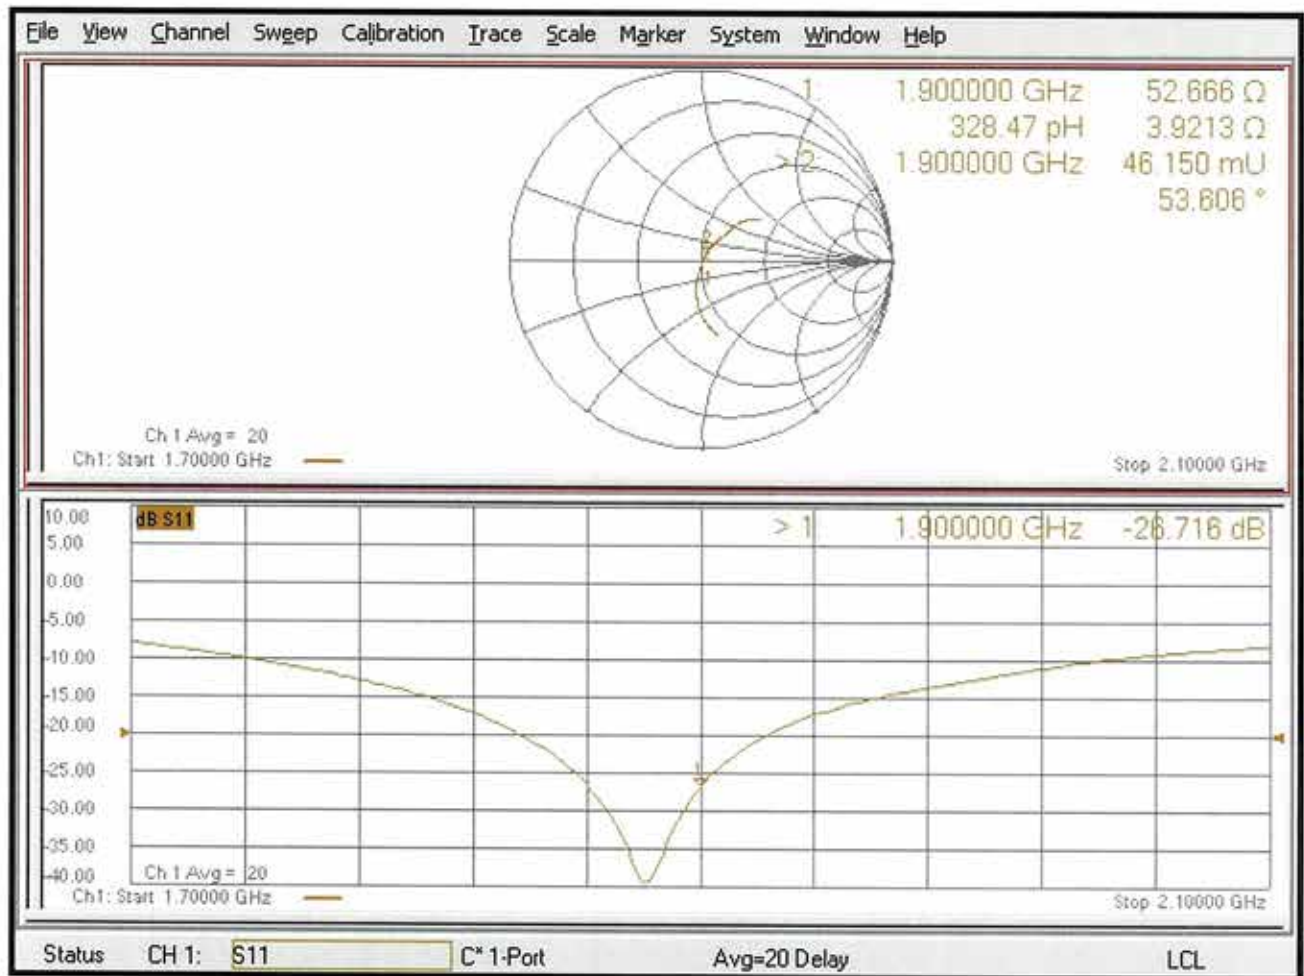 File View Channel Sweep Calibration Trace Scale Marker System Window Help
1 1.900000 GHz 52.666 Ω
328.47 pH 3.9213 Ω
> 2 1.900000 GHz 46.150 mU
53.606 °
Ch 1 Avg = 20
Ch1: Start 1.70000 GHz
Stop 2.10000 GHz
10.00
dB S11
> 1 1.900000 GHz -26.716 dB
5.00
0.00
-5.00
-10.00
-15.00
-20.00
-25.00
-30.00
-35.00
-40.00
Ch 1 Avg = 20
Ch1: Start 1.70000 GHz
Stop 2.10000 GHz
Status CH 1: S11 C* 1-Port Avg=20 Delay LCL